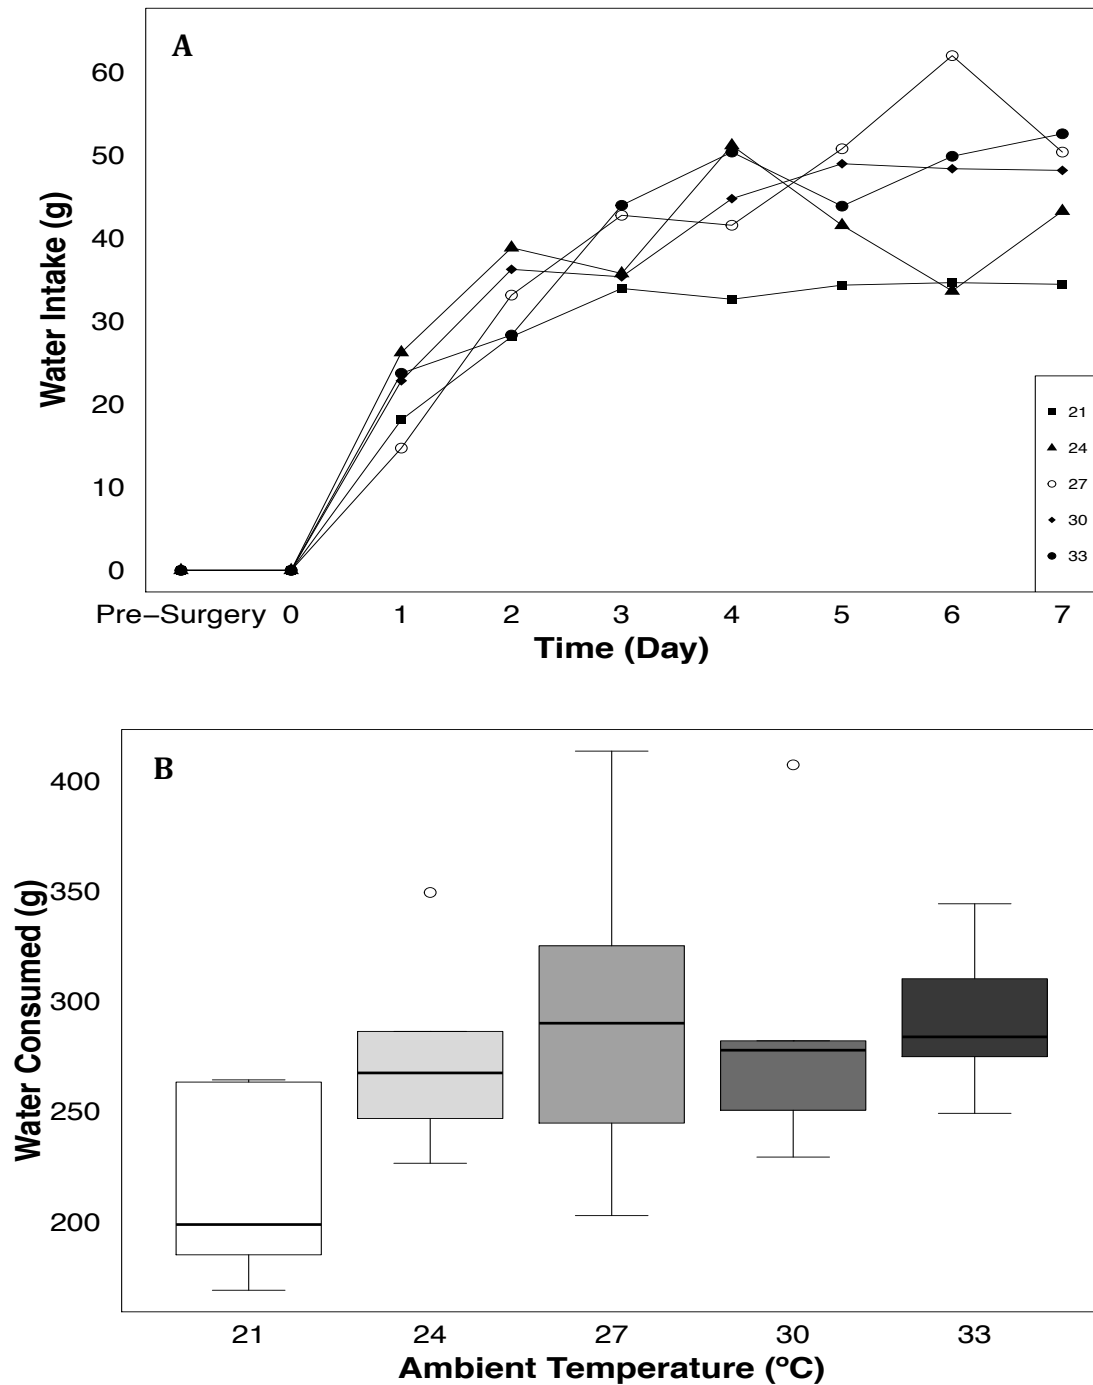 A
60
50
40
30
20
10
0
Water Intake (g)
21
24
27
30
33
Pre–Surgery 0 1 2 3 4 5 6 7
Time (Day)
B
400
350
300
250
200
Water Consumed (g)
21 24 27 30 33
Ambient Temperature (ºC)